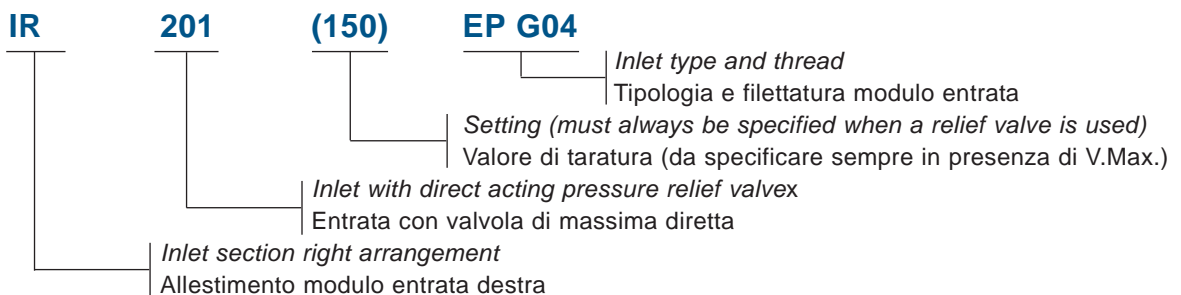 IR 201 (150) EP G04
Inlet type and thread
Tipologia e filettatura modulo entrata
Setting (must always be specified when a relief valve is used)
Valore di taratura (da specificare sempre in presenza di V.Max.)
Inlet with direct acting pressure relief valvex
Entrata con valvola di massima diretta
Inlet section right arrangement
Allestimento modulo entrata destra